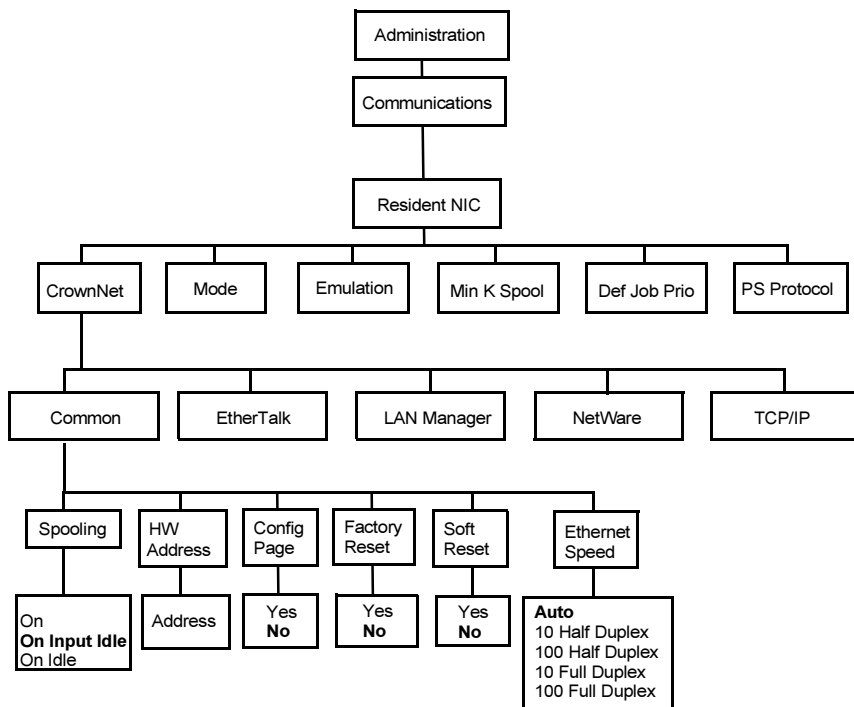 Administration
Communications
Resident NIC
CrownNet
Mode
Emulation
Min K Spool
Def Job Prio
PS Protocol
Common
EtherTalk
LAN Manager
NetWare
TCP/IP
Spooling
HW
Address
Config
Page
Factory
Reset
Soft
Reset
Ethernet
Speed
On
On Input Idle
On Idle
Address
Yes
No
Yes
No
Yes
No
Auto
10 Half Duplex
100 Half Duplex
10 Full Duplex
100 Full Duplex